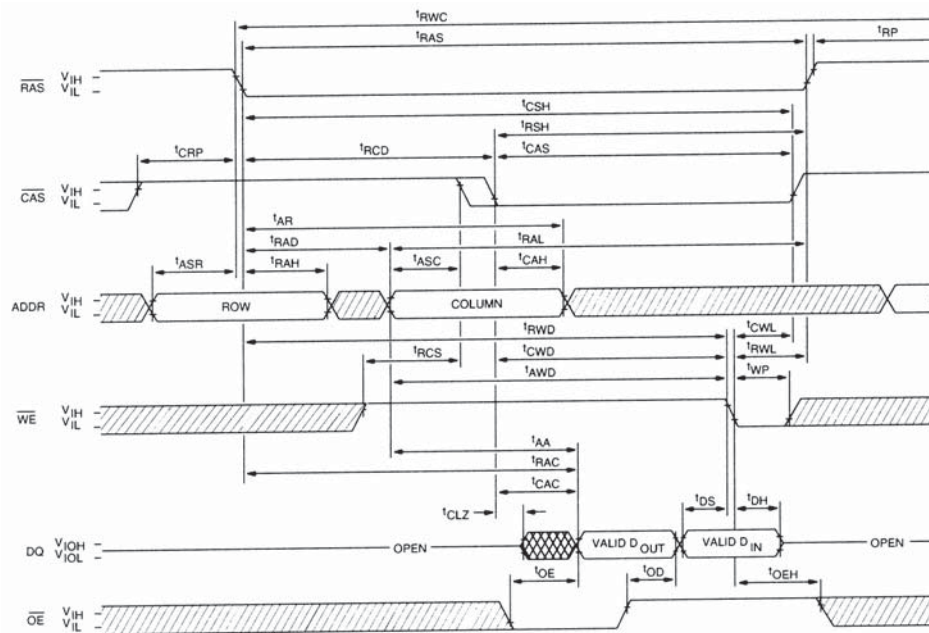 tRWC
tRAS tRP
RAS VIH
VIL
tCSH
tRSH
tCRP tRCD tCAS
CAS VIH
VIL
tAR
tRAD tRAL
tASR tRAH tASC tCAH
ADDR VIH
VIL ROW COLUMN
tRWD tCWL
tRCS tCWD tRWL
tAWD tWP
WE VIH
VIL
tAA
tRAC
tCAC
tCLZ tDS tDH
DQ VIOH
VIOL OPEN VALID DOUT VALID DIN OPEN
tOE tOD tOEH
OE VIH
VIL